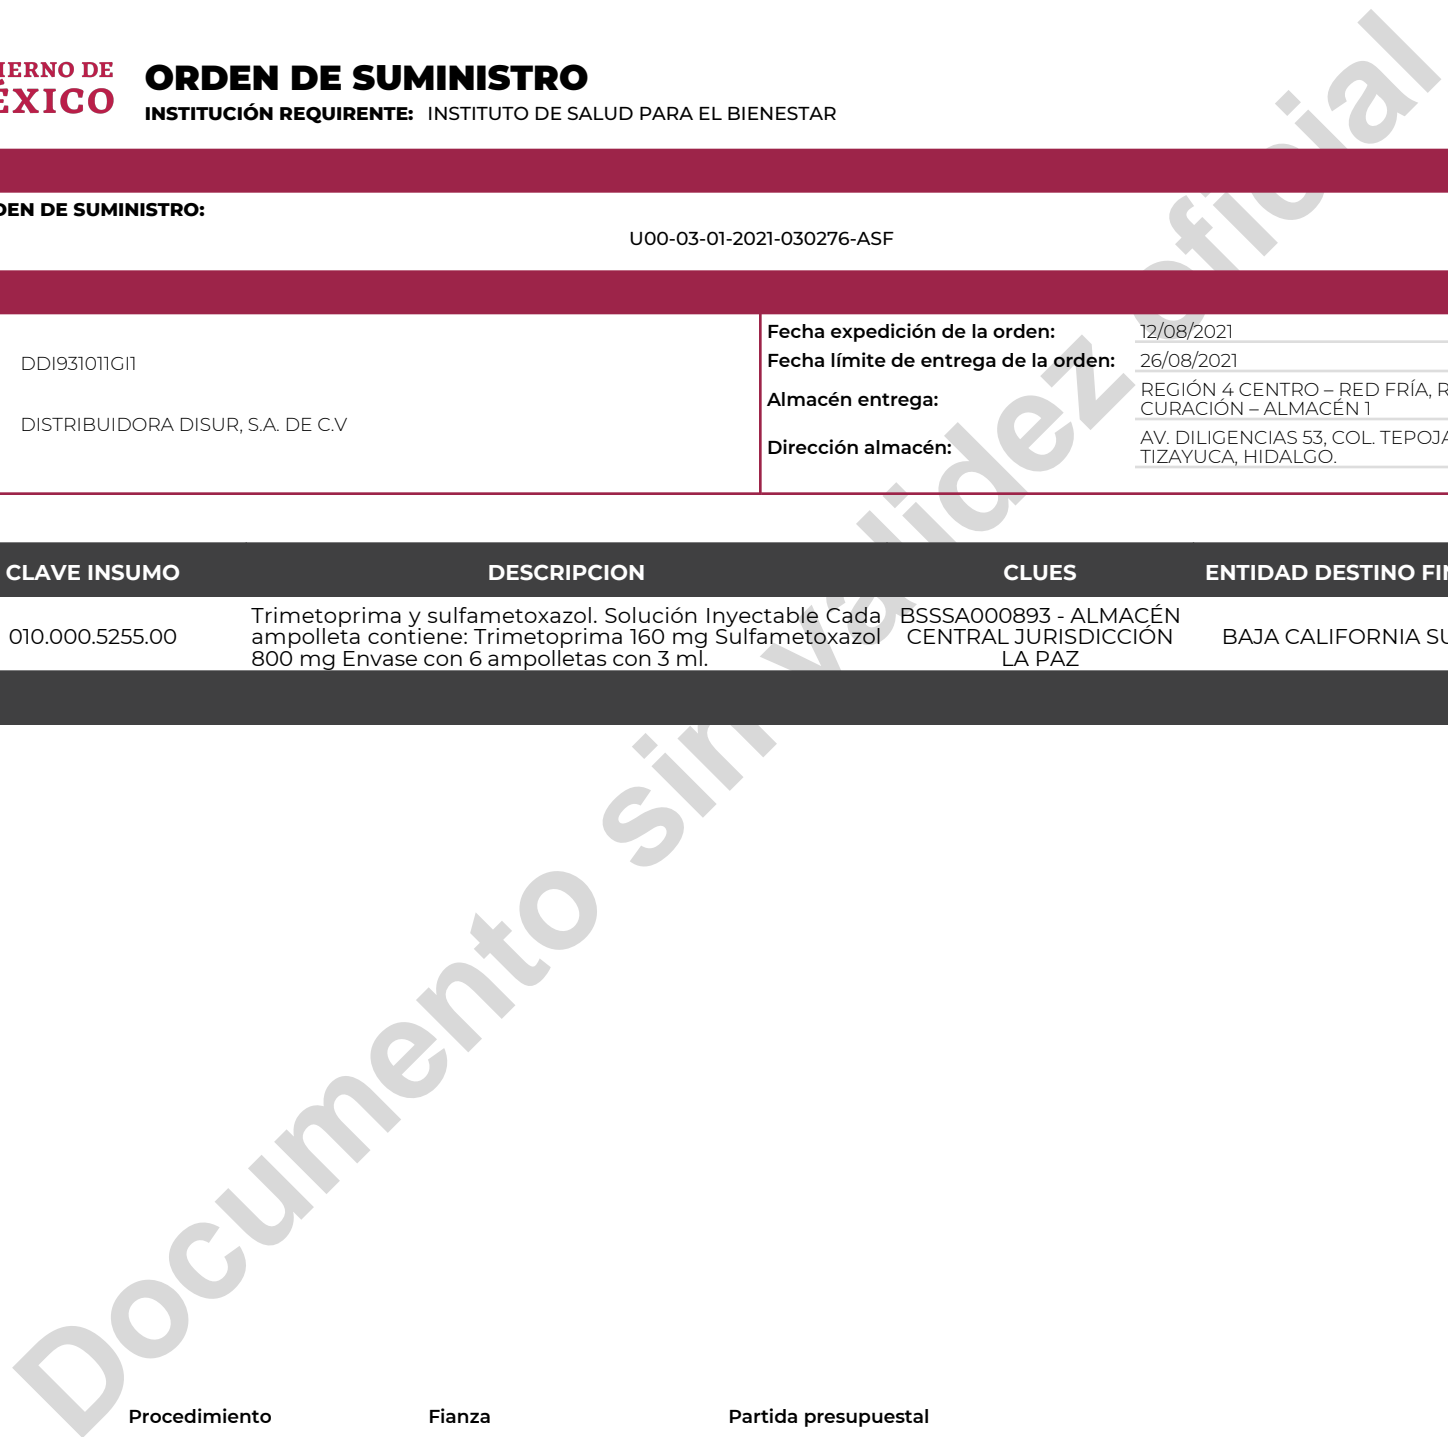 IERNO DE
ÉXICO
ORDEN DE SUMINISTRO
INSTITUCIÓN REQUIRENTE: INSTITUTO DE SALUD PARA EL BIENESTAR
DEN DE SUMINISTRO:
U00-03-01-2021-030276-ASF
DDI931011GI1
DISTRIBUIDORA DISUR, S.A. DE C.V
Fecha expedición de la orden: 12/08/2021
Fecha límite de entrega de la orden: 26/08/2021
Almacén entrega: REGIÓN 4 CENTRO – RED FRÍA, R
CURACIÓN – ALMACÉN 1
Dirección almacén: AV. DILIGENCIAS 53, COL. TEPOJA
TIZAYUCA, HIDALGO.
CLAVE INSUMO DESCRIPCION CLUES ENTIDAD DESTINO FIN
010.000.5255.00
Trimetoprima y sulfametoxazol. Solución Inyectable Cada
ampolleta contiene: Trimetoprima 160 mg Sulfametoxazol
800 mg Envase con 6 ampolletas con 3 ml.
BSSSA000893 - ALMACÉN
CENTRAL JURISDICCIÓN
LA PAZ
BAJA CALIFORNIA SU
Documento sin validez oficial
Procedimiento Fianza Partida presupuestal